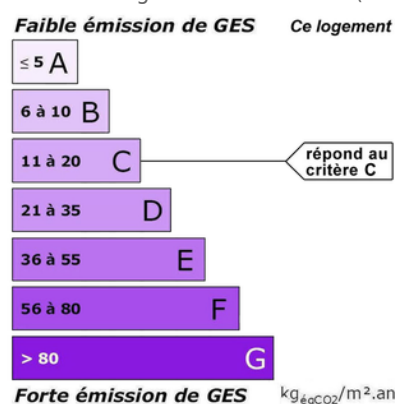 Faible émission de GES Ce logement
≤ 5 A
6 à 10 B
11 à 20 C
répond au
critère C
21 à 35 D
36 à 55 E
56 à 80 F
> 80 G
Forte émission de GES kgéqCO2/m².an